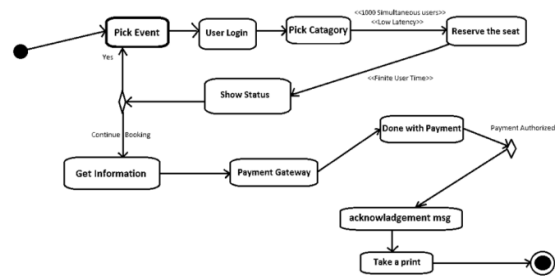 Pick Event
User Login
Pick Catagory
<<1000 Simultaneous users>>
<<Low Latency>>
Reserve the seat
Yes
<<Finite User Time>>
Show Status
Continue Booking
Get Information
Payment Gateway
Done with Payment
Payment Authorized
acknowladgement msg
Take a print